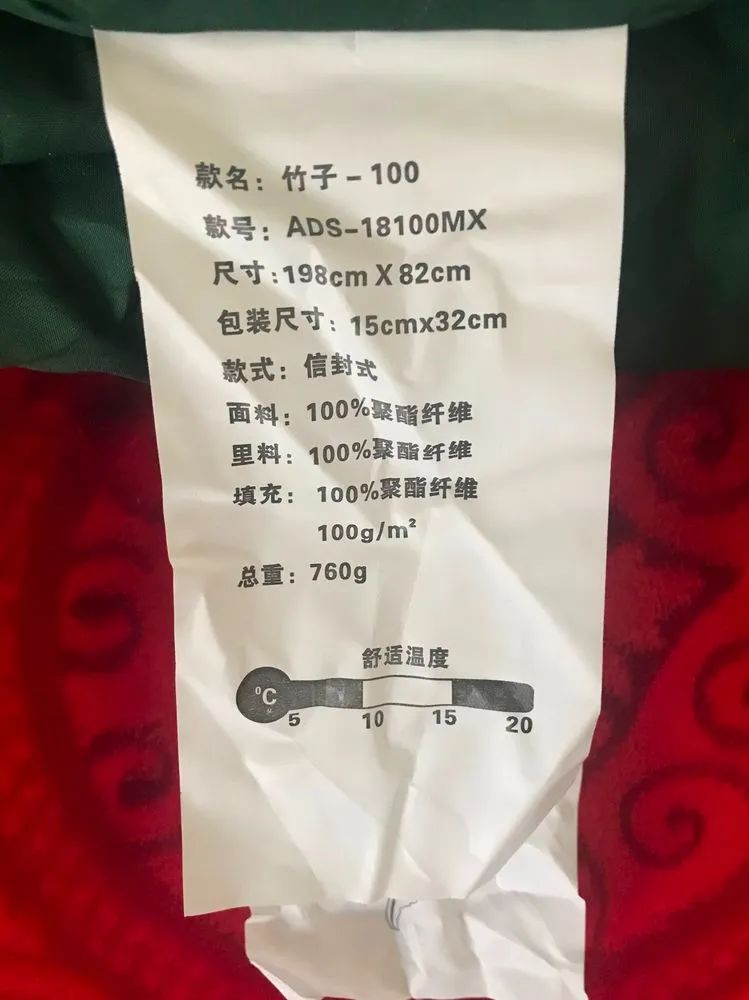 款名：竹子－100
款号：ADS-18100MX
尺寸：198cm X 82cm
包装尺寸：15cmx32cm
款式：信封式
面料：100%聚酯纤维
里料：100%聚酯纤维
填充：100%聚酯纤维
100g/m²
总重：760g
舒适温度
℃
5 10 15 20